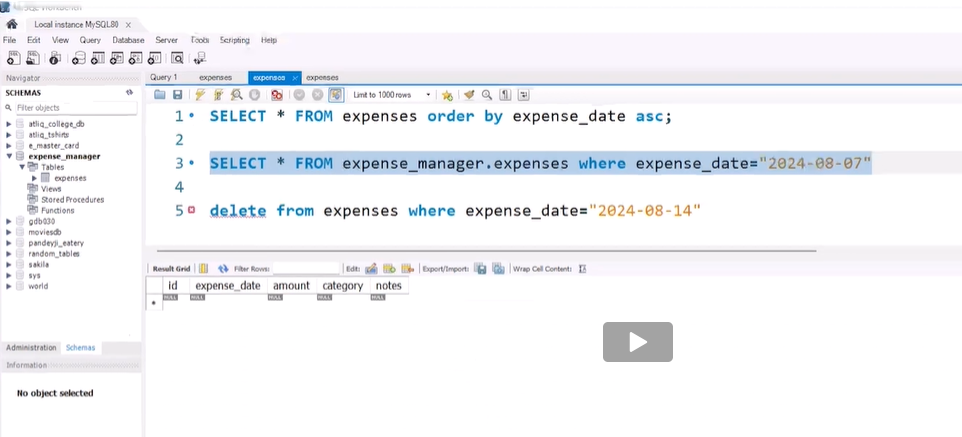 MySQL Workbench
Local instance MySQL80 x
File Edit View Query Database Server Tools Scripting Help
Navigator
SCHEMAS
Filter objects
atliq_college_db
atliq_tshirts
e_master_card
expense_manager
Tables
expenses
Views
Stored Procedures
Functions
gdb030
moviesdb
pandeyji_eatery
random_tables
sakila
sys
world
Administration Schemas
Information
No object selected
Query 1 expenses expenses x expenses
Limit to 1000 rows
1 SELECT * FROM expenses order by expense_date asc;
2
3 SELECT * FROM expense_manager.expenses where expense_date="2024-08-07"
4
5 delete from expenses where expense_date="2024-08-14"
Result Grid Filter Rows: Edit: Export/Import: Wrap Cell Content:
id expense_date amount category notes
NULL NULL NULL NULL NULL